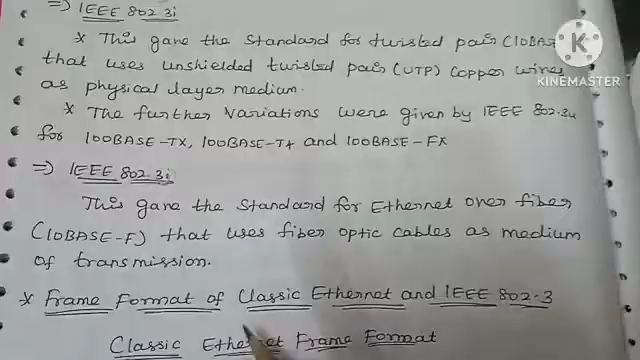 ⇒ IEEE 802.3i
* This gave the standard for twisted pair (10BAS
that uses unshielded twisted pair (UTP) copper wires
as physical layer medium.
* The further variations were given by IEEE 802.3u
for 100BASE-TX, 100BASE-T4 and 100BASE-FX
⇒ IEEE 802.3i
This gave the standard for Ethernet over fiber
(10BASE-F) that uses fiber optic cables as medium
of transmission.
* Frame Format of Classic Ethernet and IEEE 802.3
Classic Ethernet Frame Format
K
KINEMASTER